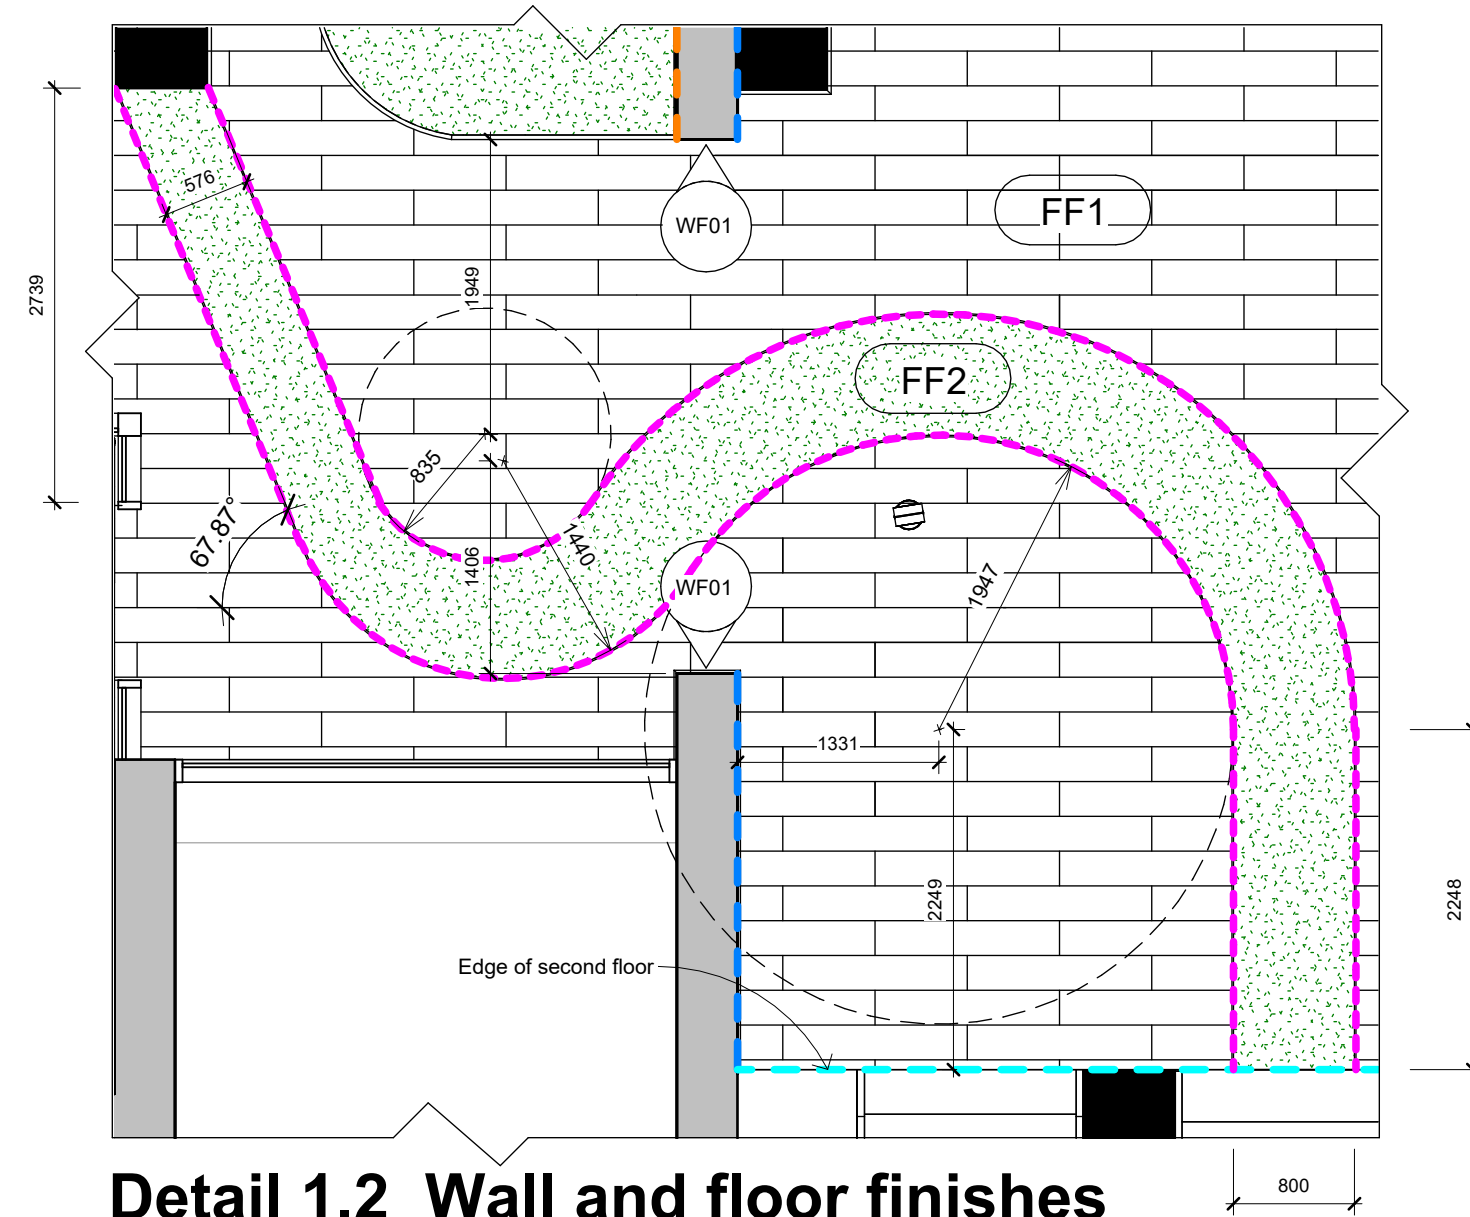 576
2739
1949
WF01
FF1
FF2
835
1406
1440
67.87°
WF01
1947
1331
2249
2248
Edge of second floor
800
Detail 1.2 Wall and floor finishes